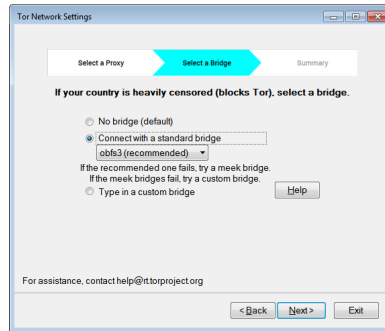 Tor Network Settings
Select a Proxy
Select a Bridge
Summary
If your country is heavily censored (blocks Tor), select a bridge.
No bridge (default)
Connect with a standard bridge
obfs3 (recommended)
If the recommended one fails, try a meek bridge.
If the meek bridges fail, try a custom bridge.
Type in a custom bridge
Help
For assistance, contact help@rt.torproject.org
< Back
Next >
Exit